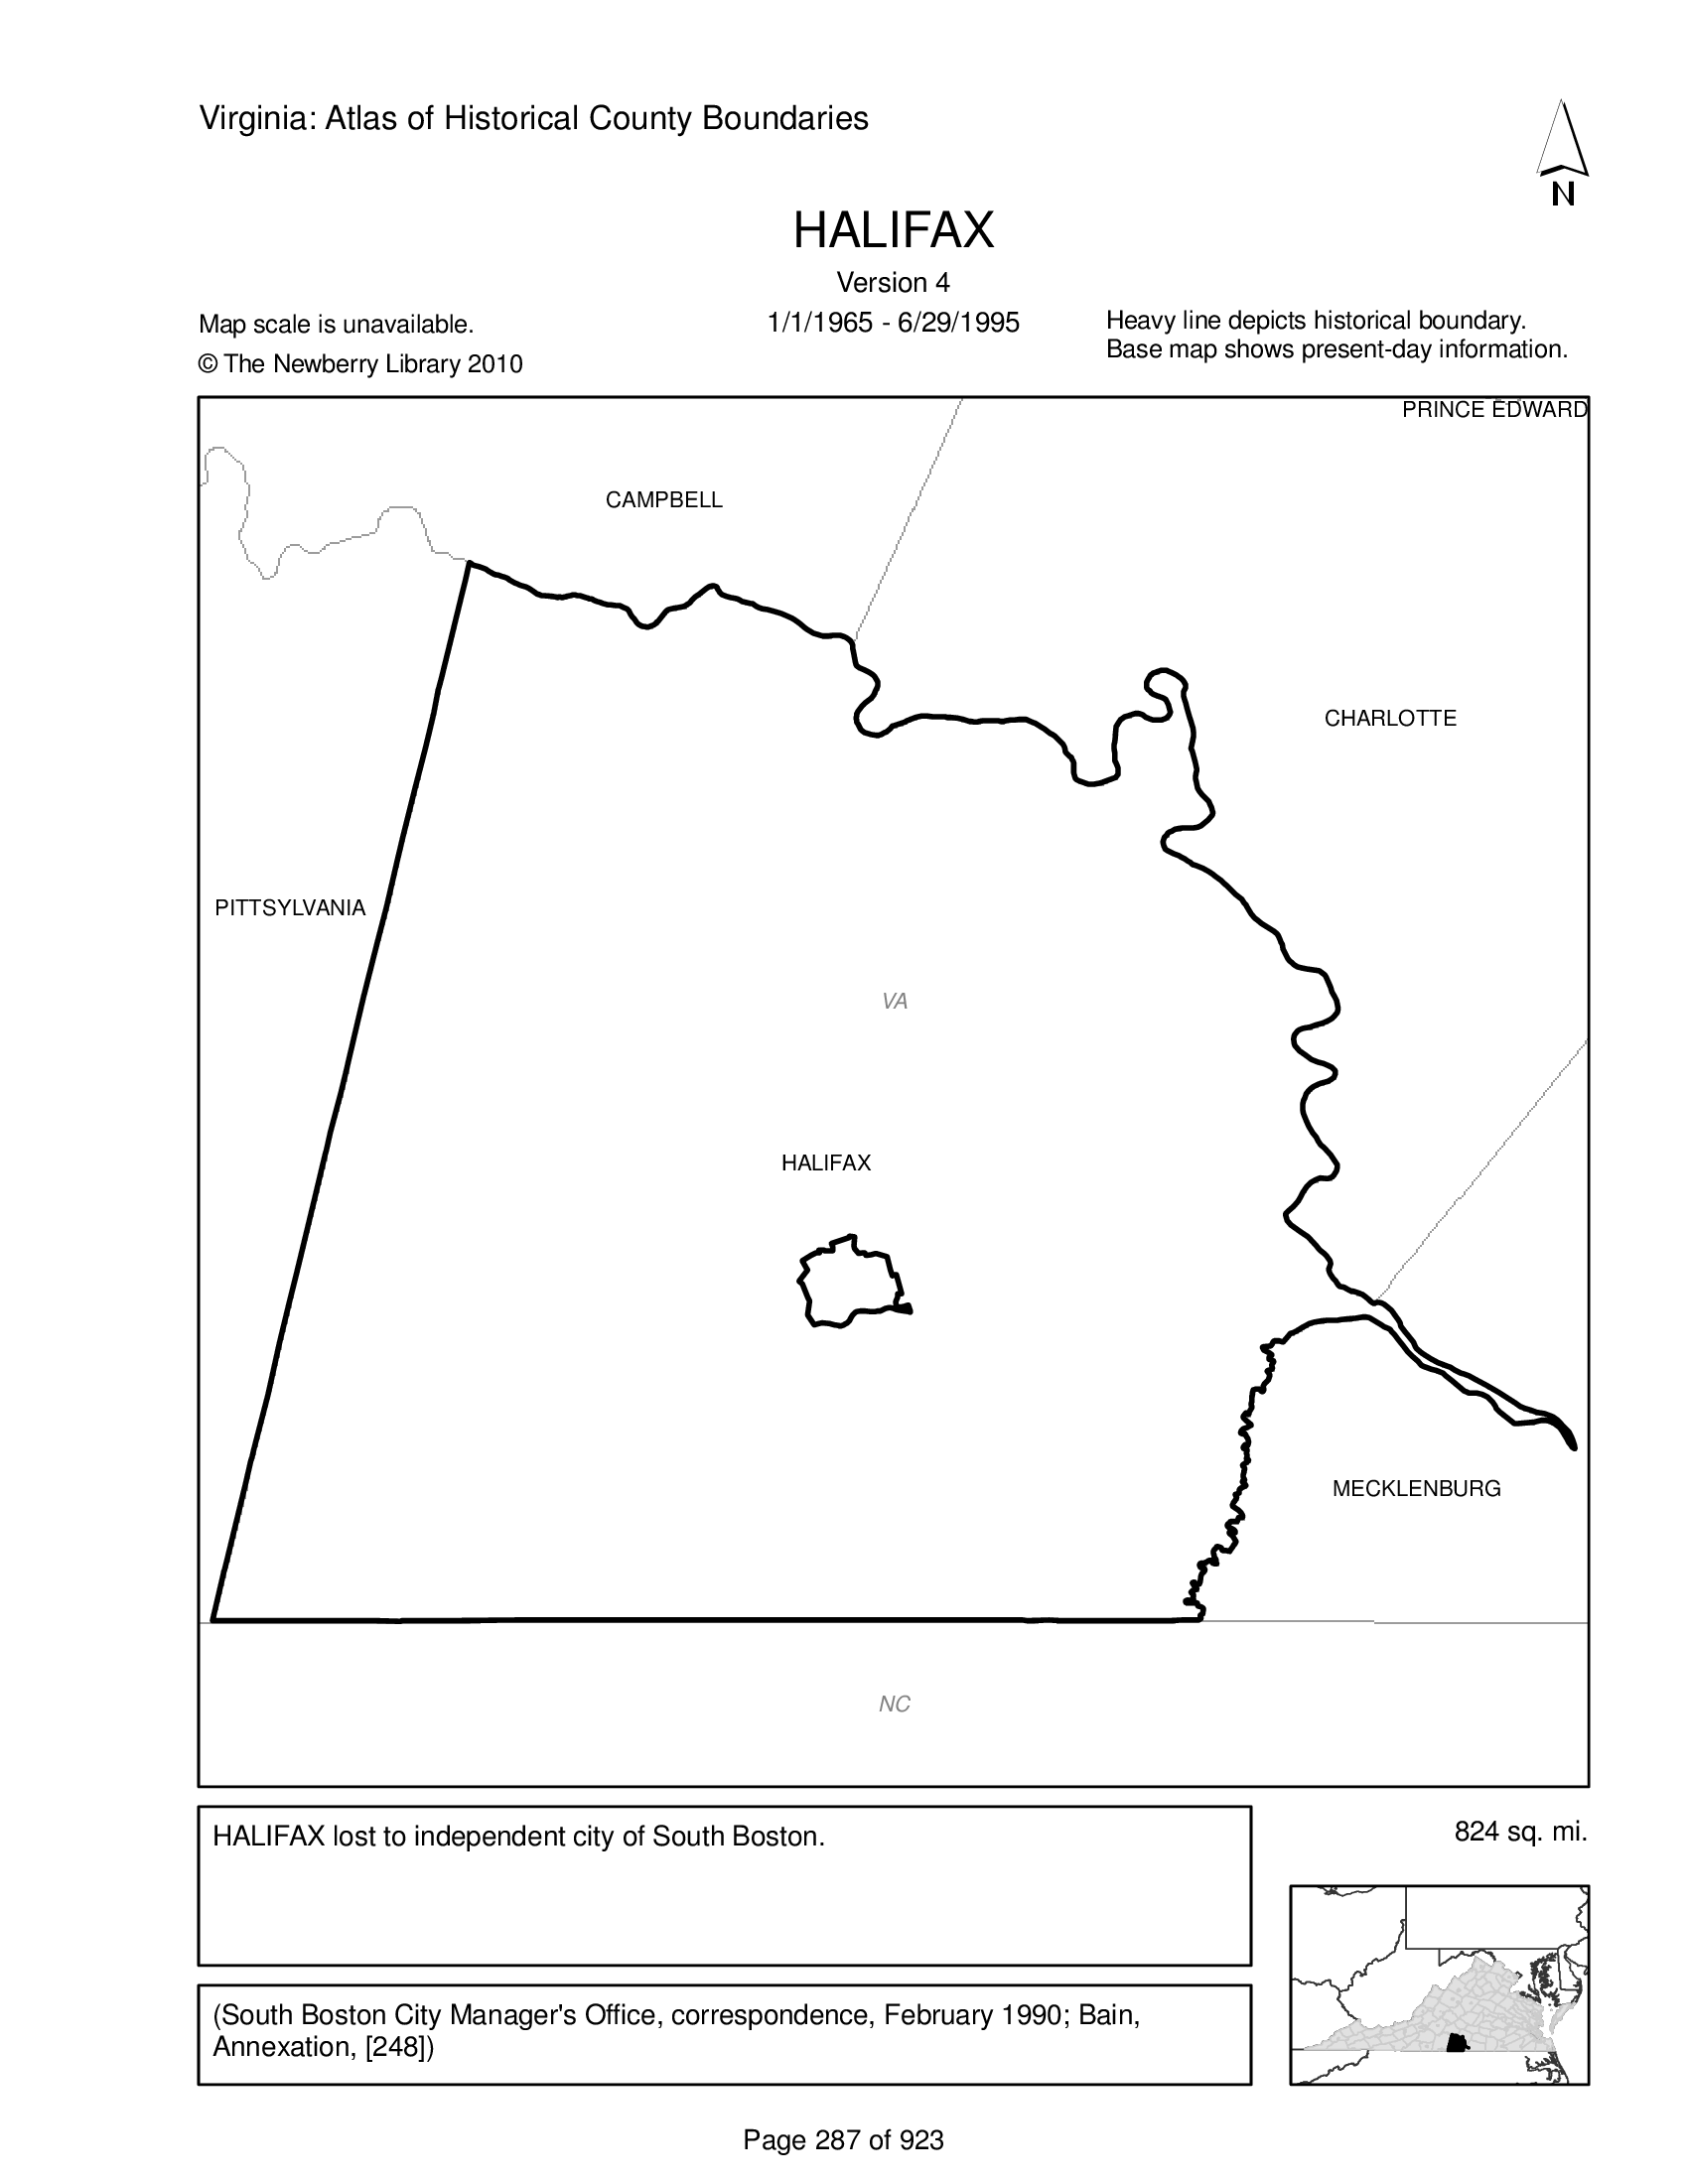 Virginia: Atlas of Historical County Boundaries
N
HALIFAX
Version 4
1/1/1965 - 6/29/1995
Map scale is unavailable.
© The Newberry Library 2010
Heavy line depicts historical boundary.
Base map shows present-day information.
PRINCE EDWARD
CAMPBELL
CHARLOTTE
PITTSYLVANIA
VA
HALIFAX
MECKLENBURG
NC
HALIFAX lost to independent city of South Boston.
824 sq. mi.
(South Boston City Manager's Office, correspondence, February 1990; Bain,
Annexation, [248])
Page 287 of 923